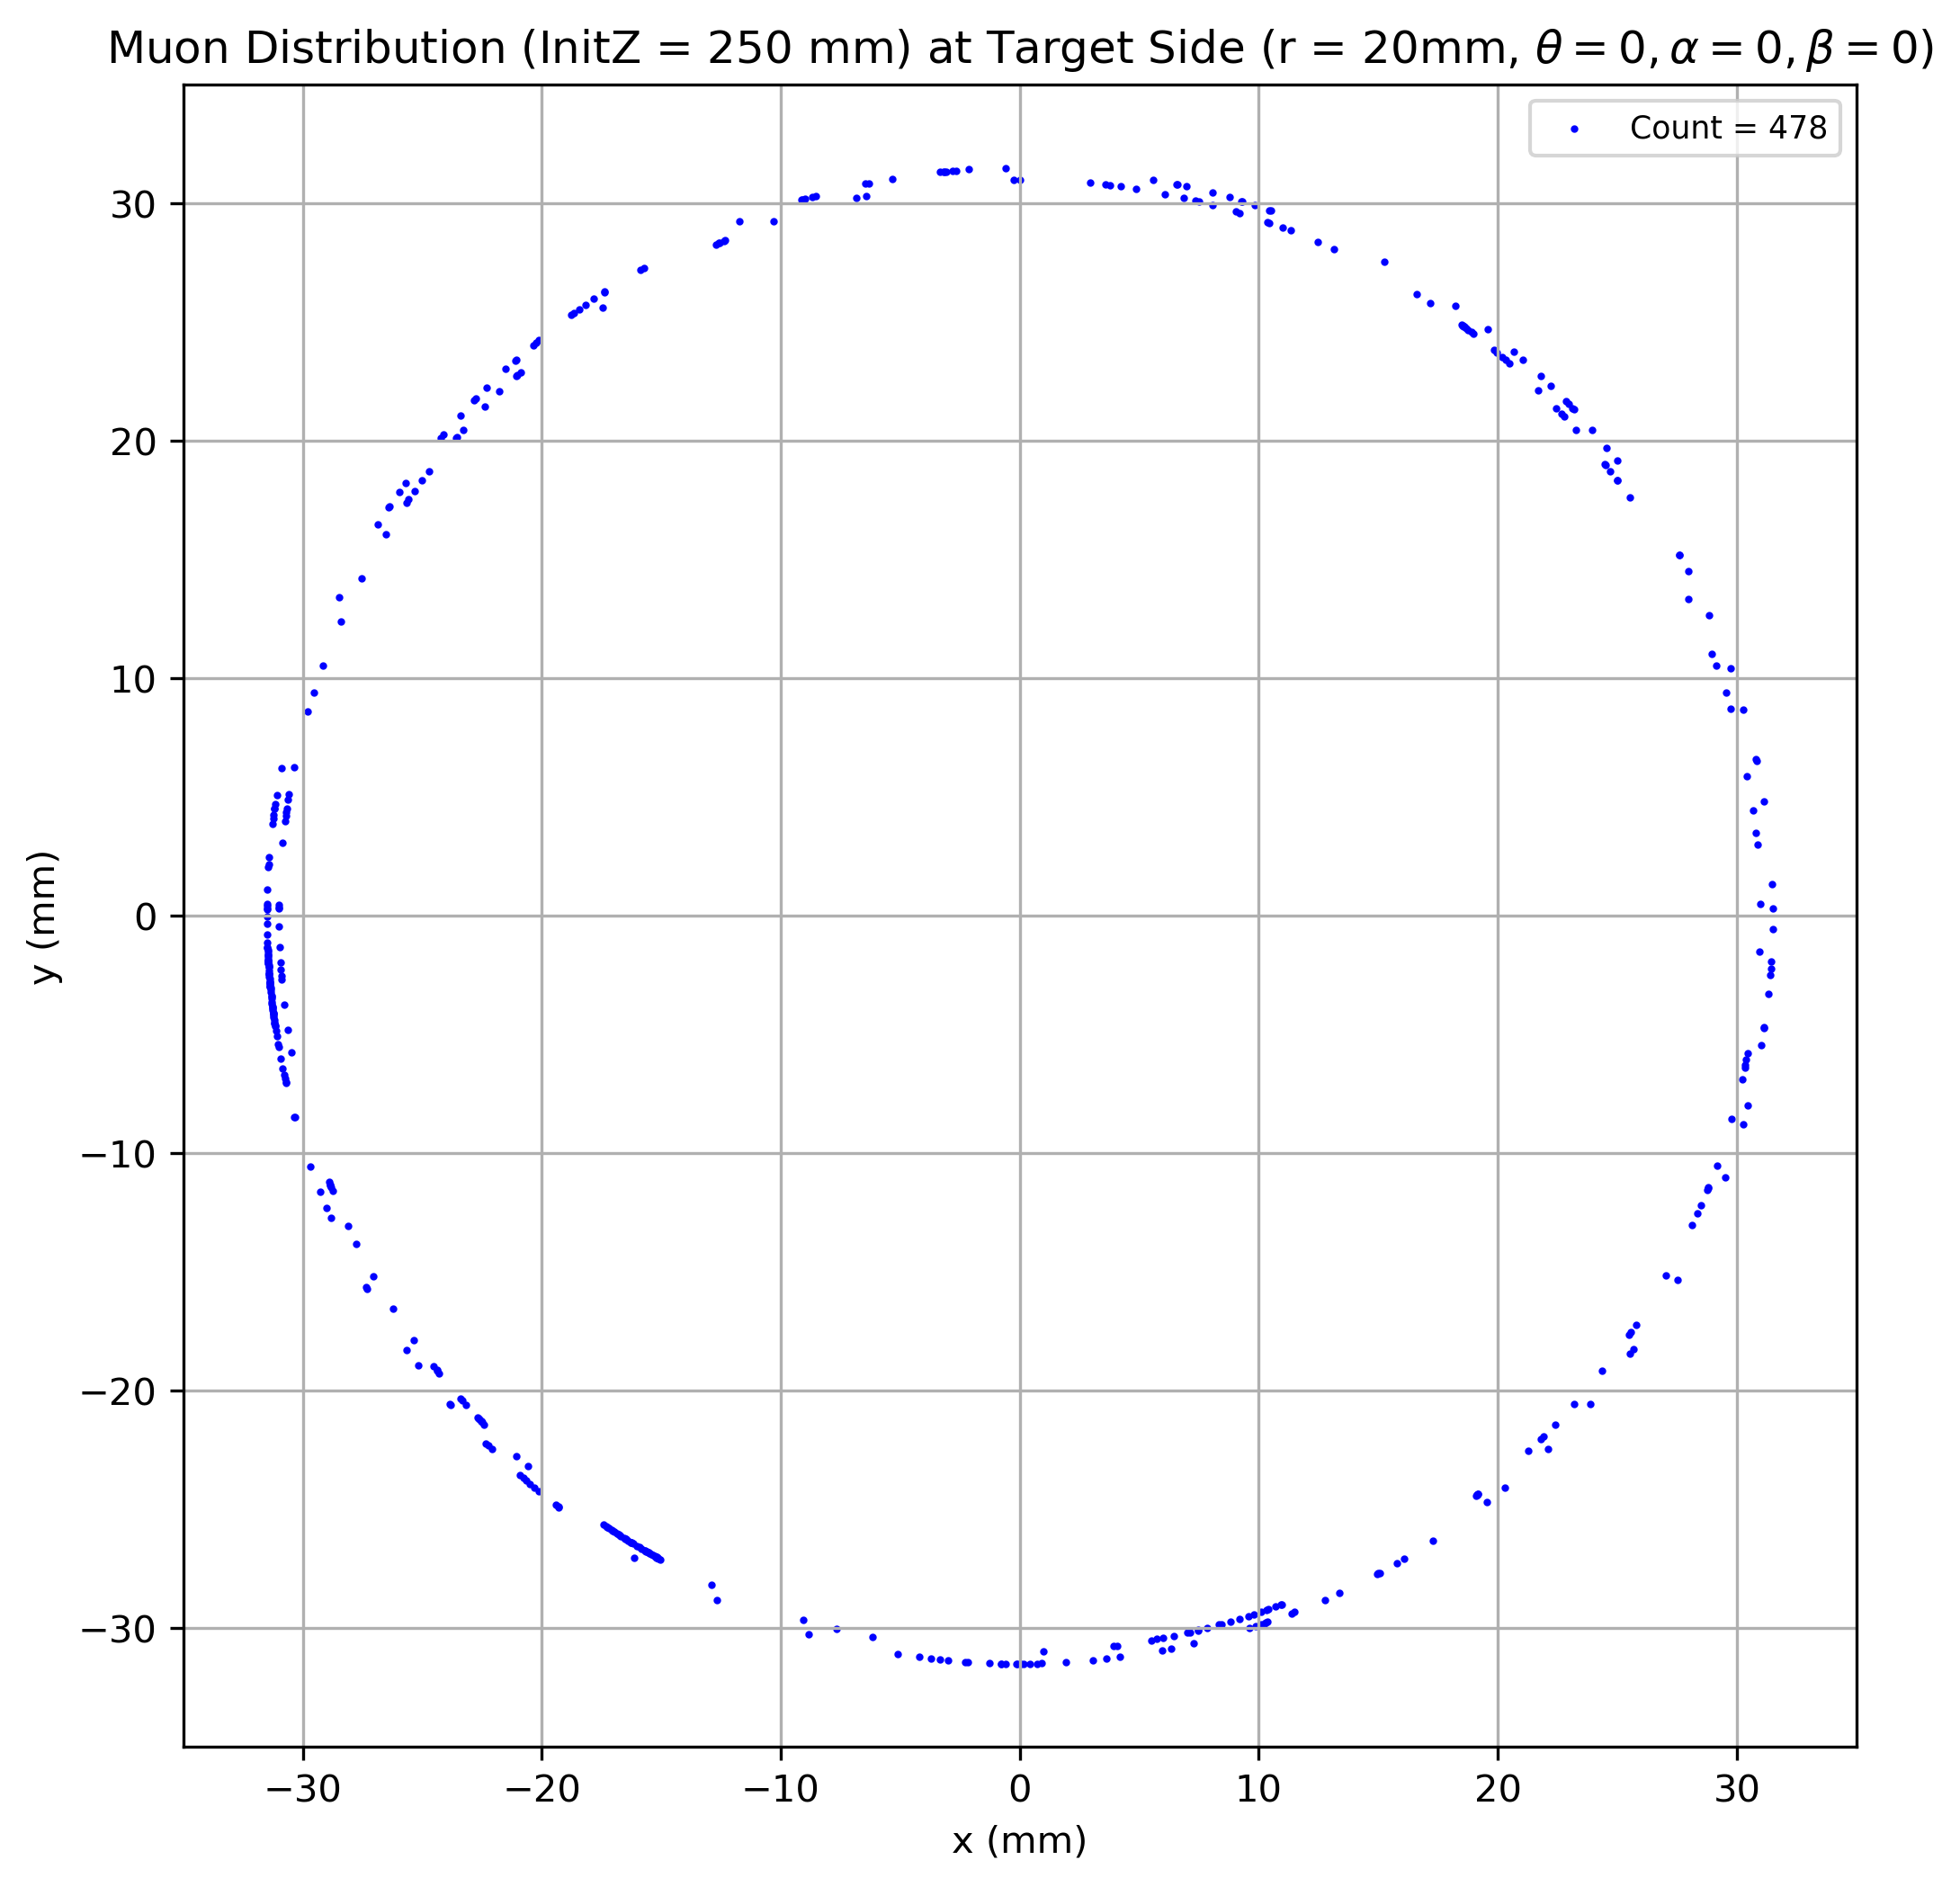 Muon Distribution (InitZ = 250 mm) at Target Side (r = 20mm, θ = 0, α = 0, β = 0)
Count = 478
30
20
10
0
−10
−20
−30
y (mm)
−30 −20 −10 0 10 20 30
x (mm)